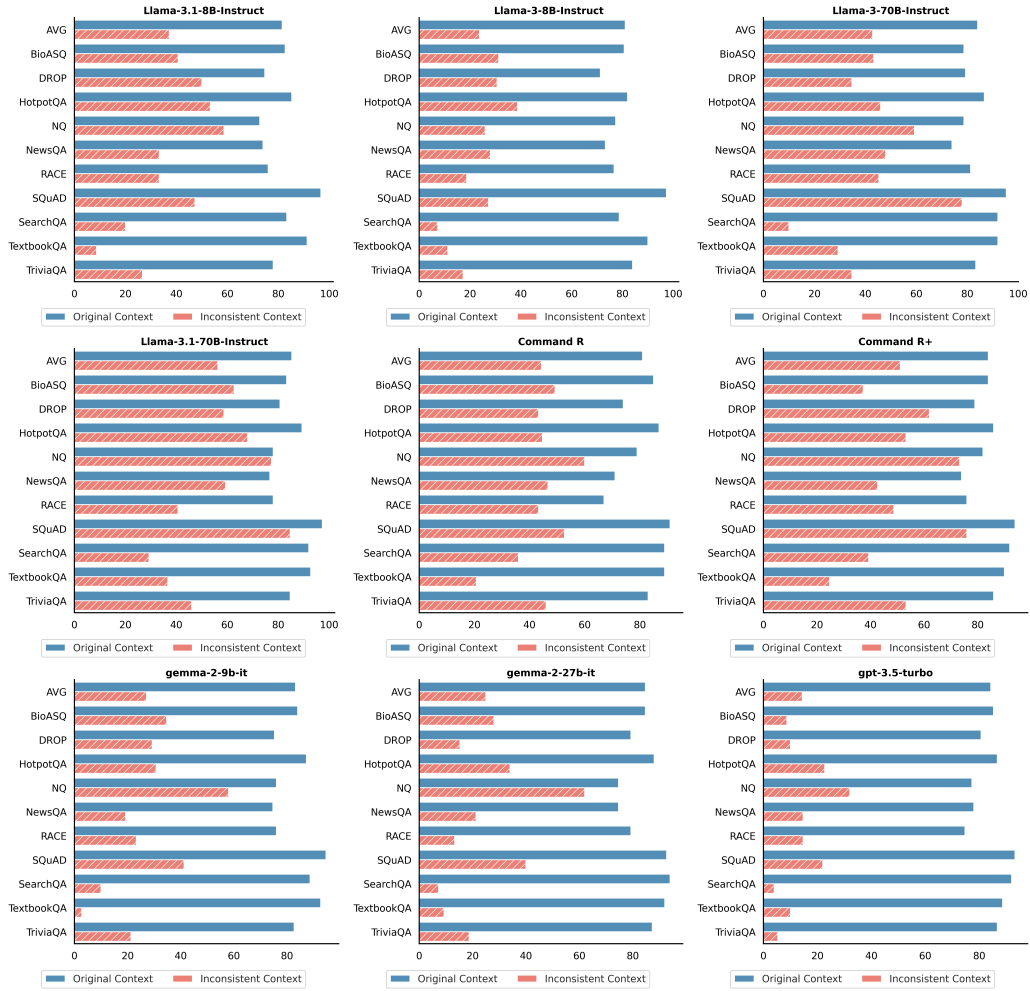 Llama-3.1-8B-Instruct
AVG
BioASQ
DROP
HotpotQA
NQ
NewsQA
RACE
SQuAD
SearchQA
TextbookQA
TriviaQA
0 20 40 60 80 100
Original Context Inconsistent Context
Llama-3-8B-Instruct
AVG
BioASQ
DROP
HotpotQA
NQ
NewsQA
RACE
SQuAD
SearchQA
TextbookQA
TriviaQA
0 20 40 60 80 100
Original Context Inconsistent Context
Llama-3-70B-Instruct
AVG
BioASQ
DROP
HotpotQA
NQ
NewsQA
RACE
SQuAD
SearchQA
TextbookQA
TriviaQA
0 20 40 60 80 100
Original Context Inconsistent Context
Llama-3.1-70B-Instruct
AVG
BioASQ
DROP
HotpotQA
NQ
NewsQA
RACE
SQuAD
SearchQA
TextbookQA
TriviaQA
0 20 40 60 80 100
Original Context Inconsistent Context
Command R
AVG
BioASQ
DROP
HotpotQA
NQ
NewsQA
RACE
SQuAD
SearchQA
TextbookQA
TriviaQA
0 20 40 60 80
Original Context Inconsistent Context
Command R+
AVG
BioASQ
DROP
HotpotQA
NQ
NewsQA
RACE
SQuAD
SearchQA
TextbookQA
TriviaQA
0 20 40 60 80
Original Context Inconsistent Context
gemma-2-9b-it
AVG
BioASQ
DROP
HotpotQA
NQ
NewsQA
RACE
SQuAD
SearchQA
TextbookQA
TriviaQA
0 20 40 60 80
Original Context Inconsistent Context
gemma-2-27b-it
AVG
BioASQ
DROP
HotpotQA
NQ
NewsQA
RACE
SQuAD
SearchQA
TextbookQA
TriviaQA
0 20 40 60 80
Original Context Inconsistent Context
gpt-3.5-turbo
AVG
BioASQ
DROP
HotpotQA
NQ
NewsQA
RACE
SQuAD
SearchQA
TextbookQA
TriviaQA
0 20 40 60 80
Original Context Inconsistent Context